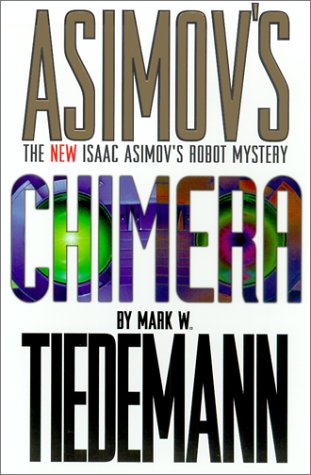 ASIMOV'S
THE NEW ISAAC ASIMOV'S ROBOT MYSTERY
CHIMERA
BY MARK W.
TIEDEMANN